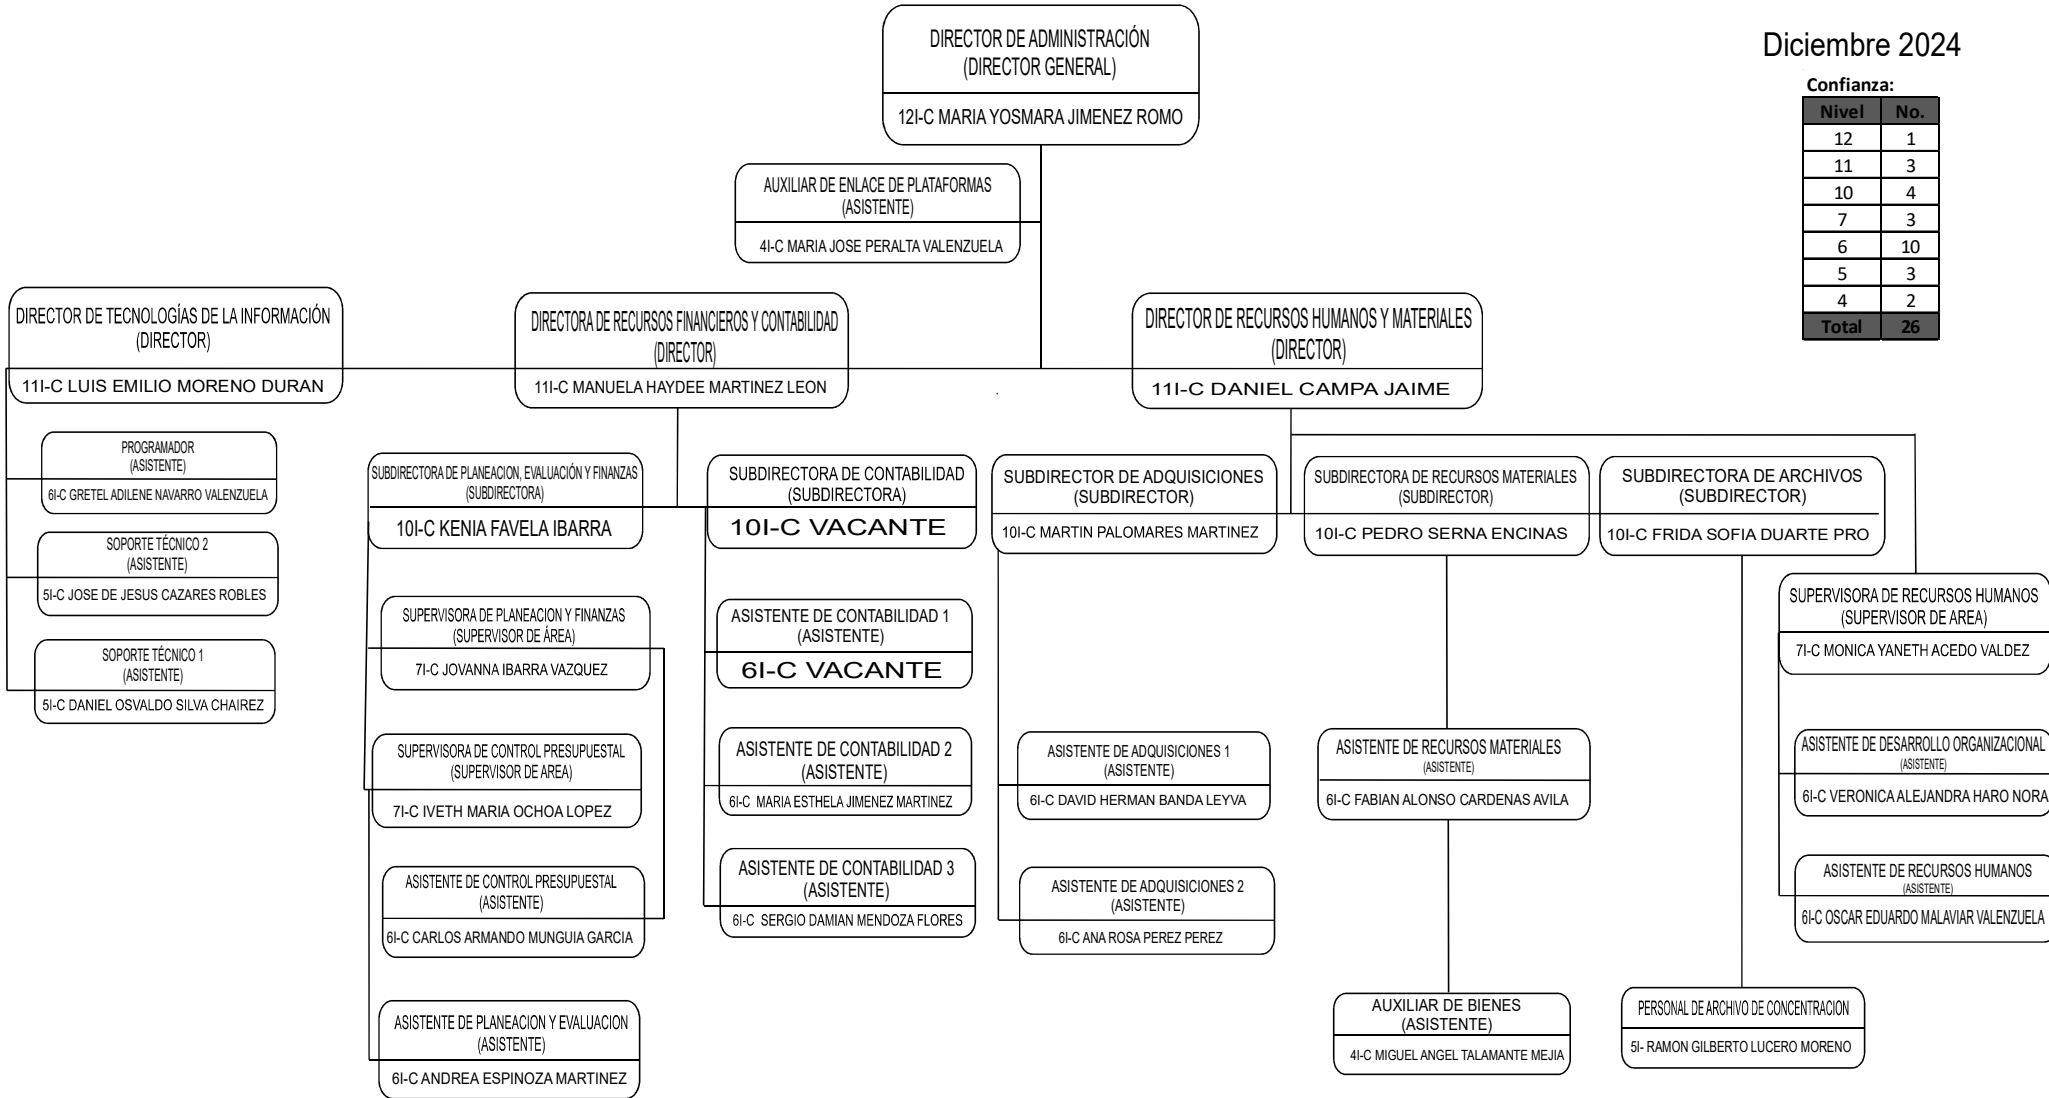 DIRECTOR DE ADMINISTRACIÓN
(DIRECTOR GENERAL)
12I-C MARIA YOSMARA JIMENEZ ROMO
Diciembre 2024
Confianza:
Nivel No.
12 1
11 3
10 4
7 3
6 10
5 3
4 2
Total 26
AUXILIAR DE ENLACE DE PLATAFORMAS
(ASISTENTE)
4I-C MARIA JOSE PERALTA VALENZUELA
DIRECTOR DE TECNOLOGÍAS DE LA INFORMACIÓN
(DIRECTOR)
11I-C LUIS EMILIO MORENO DURAN
DIRECTORA DE RECURSOS FINANCIEROS Y CONTABILIDAD
(DIRECTOR)
11I-C MANUELA HAYDEE MARTINEZ LEON
DIRECTOR DE RECURSOS HUMANOS Y MATERIALES
(DIRECTOR)
11I-C DANIEL CAMPA JAIME
PROGRAMADOR
(ASISTENTE)
6I-C GRETEL ADILENE NAVARRO VALENZUELA
SOPORTE TÉCNICO 2
(ASISTENTE)
5I-C JOSE DE JESUS CAZARES ROBLES
SOPORTE TÉCNICO 1
(ASISTENTE)
5I-C DANIEL OSVALDO SILVA CHAIREZ
SUBDIRECTORA DE PLANEACION, EVALUACIÓN Y FINANZAS
(SUBDIRECTORA)
10I-C KENIA FAVELA IBARRA
SUPERVISORA DE PLANEACION Y FINANZAS
(SUPERVISOR DE ÁREA)
7I-C JOVANNA IBARRA VAZQUEZ
SUPERVISORA DE CONTROL PRESUPUESTAL
(SUPERVISOR DE AREA)
7I-C IVETH MARIA OCHOA LOPEZ
ASISTENTE DE CONTROL PRESUPUESTAL
(ASISTENTE)
6I-C CARLOS ARMANDO MUNGUIA GARCIA
ASISTENTE DE PLANEACION Y EVALUACION
(ASISTENTE)
6I-C ANDREA ESPINOZA MARTINEZ
SUBDIRECTORA DE CONTABILIDAD
(SUBDIRECTORA)
10I-C VACANTE
ASISTENTE DE CONTABILIDAD 1
(ASISTENTE)
6I-C VACANTE
ASISTENTE DE CONTABILIDAD 2
(ASISTENTE)
6I-C MARIA ESTHELA JIMENEZ MARTINEZ
ASISTENTE DE CONTABILIDAD 3
(ASISTENTE)
6I-C SERGIO DAMIAN MENDOZA FLORES
SUBDIRECTOR DE ADQUISICIONES
(SUBDIRECTOR)
10I-C MARTIN PALOMARES MARTINEZ
ASISTENTE DE ADQUISICIONES 1
(ASISTENTE)
6I-C DAVID HERMAN BANDA LEYVA
ASISTENTE DE ADQUISICIONES 2
(ASISTENTE)
6I-C ANA ROSA PEREZ PEREZ
SUBDIRECTORA DE RECURSOS MATERIALES
(SUBDIRECTOR)
10I-C PEDRO SERNA ENCINAS
ASISTENTE DE RECURSOS MATERIALES
(ASISTENTE)
6I-C FABIAN ALONSO CARDENAS AVILA
AUXILIAR DE BIENES
(ASISTENTE)
4I-C MIGUEL ANGEL TALAMANTE MEJIA
SUBDIRECTORA DE ARCHIVOS
(SUBDIRECTOR)
10I-C FRIDA SOFIA DUARTE PRO
PERSONAL DE ARCHIVO DE CONCENTRACION
5I- RAMON GILBERTO LUCERO MORENO
SUPERVISORA DE RECURSOS HUMANOS
(SUPERVISOR DE AREA)
7I-C MONICA YANETH ACEDO VALDEZ
ASISTENTE DE DESARROLLO ORGANIZACIONAL
(ASISTENTE)
6I-C VERONICA ALEJANDRA HARO NORA
ASISTENTE DE RECURSOS HUMANOS
(ASISTENTE)
6I-C OSCAR EDUARDO MALAVIAR VALENZUELA